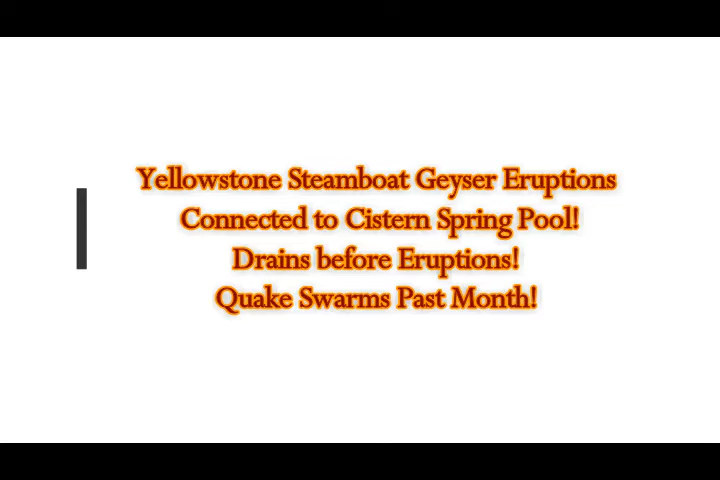 Yellowstone Steamboat Geyser Eruptions
Connected to Cistern Spring Pool!
Drains before Eruptions!
Quake Swarms Past Month!